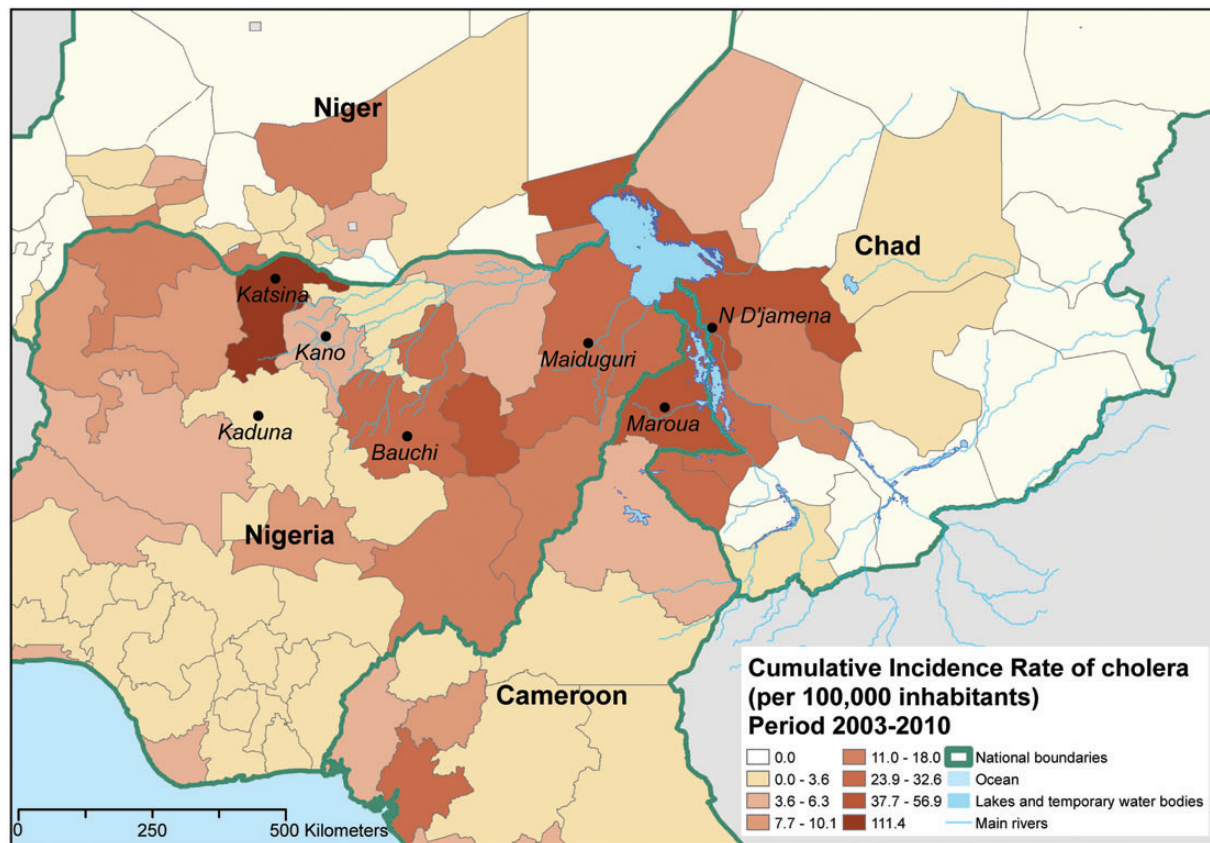 Niger
Chad
Katsina
N D'jamena
Kano
Maiduguri
Maroua
Kaduna
Bauchi
Nigeria
Cameroon
Cumulative Incidence Rate of cholera
(per 100,000 inhabitants)
Period 2003-2010
0.0
11.0 - 18.0
National boundaries
0.0 - 3.6
23.9 - 32.6
Ocean
3.6 - 6.3
37.7 - 56.9
Lakes and temporary water bodies
7.7 - 10.1
111.4
Main rivers
0 250 500 Kilometers